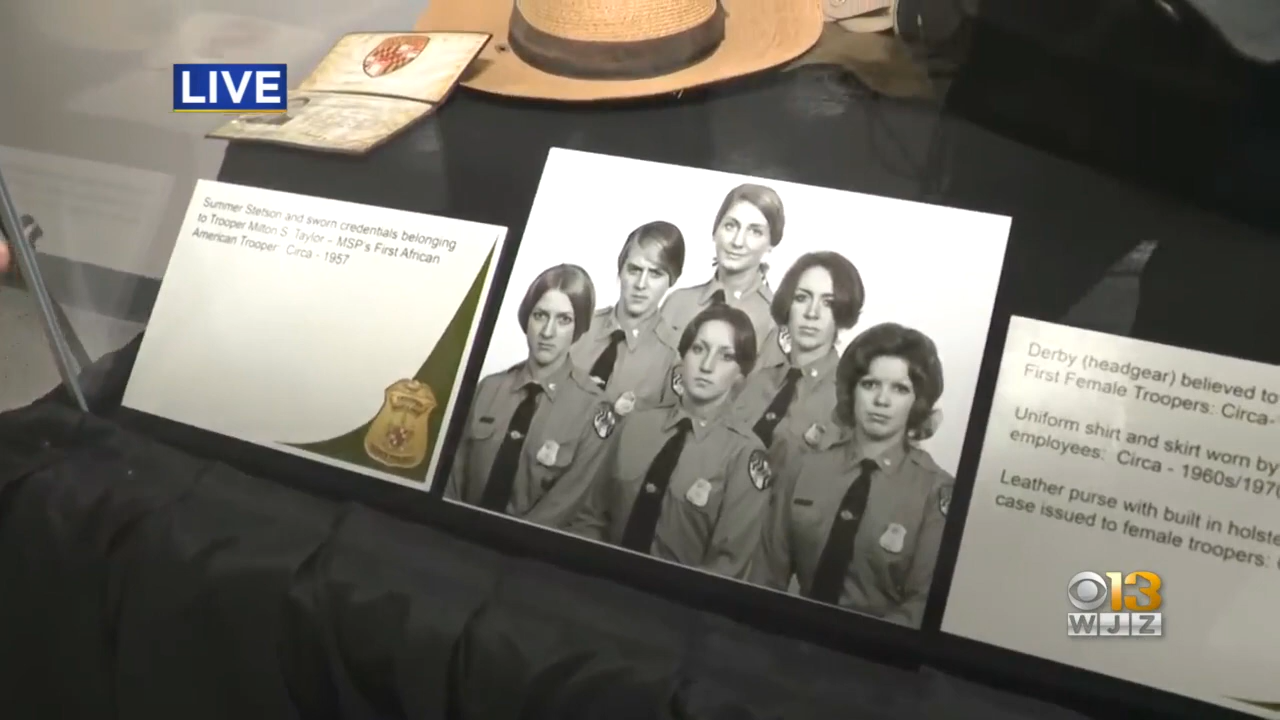 LIVE
Summer Stetson and sworn credentials belonging
to Trooper Milton S. Taylor – MSP's First African
American Trooper: Circa - 1957
Derby (headgear) believed to
First Female Troopers: Circa-
Uniform shirt and skirt worn by
employees: Circa - 1960s/197
Leather purse with built in holste
case issued to female troopers:
13
WJZ